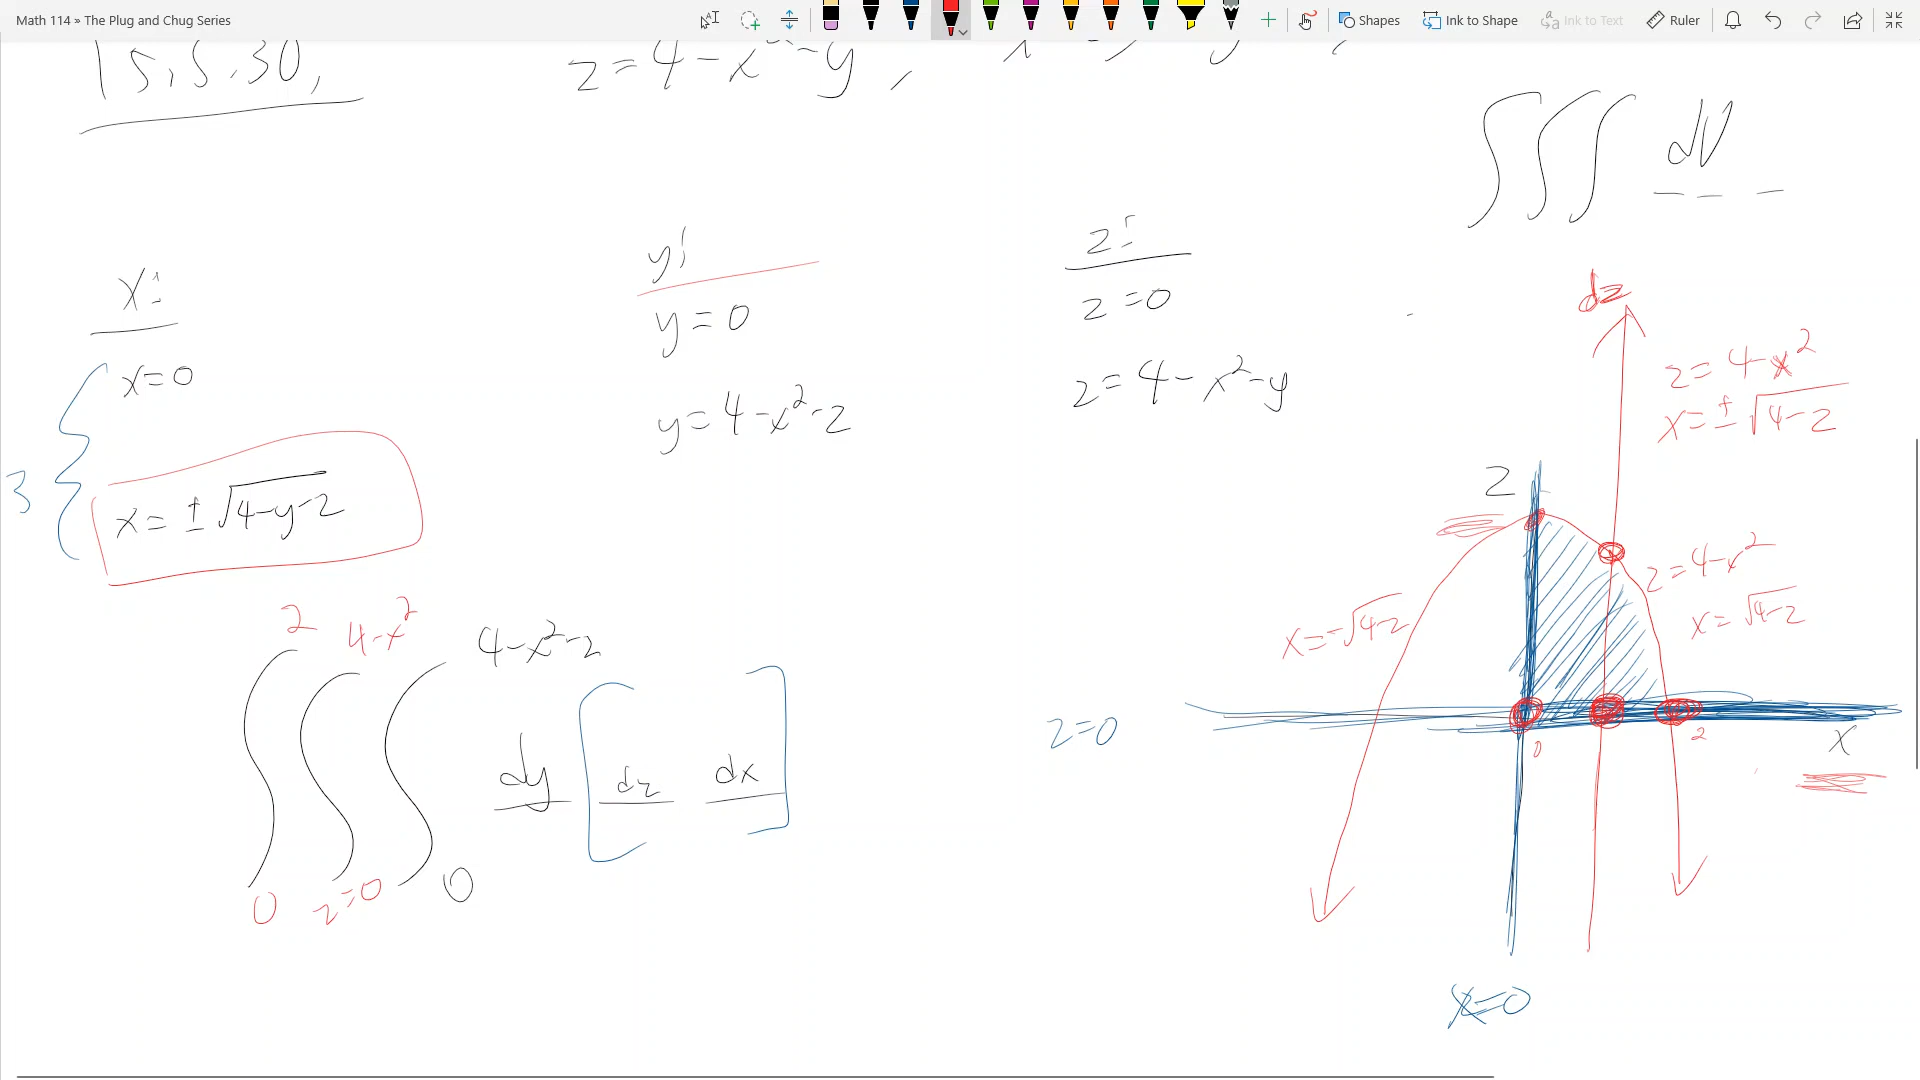 Math 114 » The Plug and Chug Series
Shapes
Ink to Shape
Ink to Text
Ruler
15.5.30,
z=4-x²-y,
∫∫∫ dV
x:
x=0
3
x=±√4-y-z
y:
y=0
y=4-x²-z
z:
z=0
z=4-x²-y
dz
z=4-x²
x=±√4-z
z
z=4-x²
x=√4-z
x=-√4-z
z=0
0
2
x
x=0
2 4-x² 4-x²-z
∫∫∫ dy [dz dx]
0 z=0 0